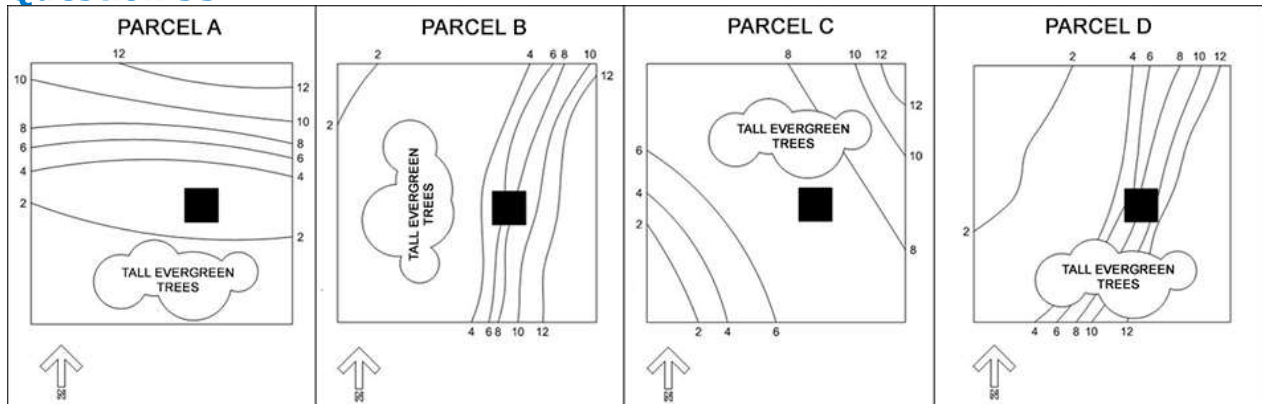 Question
PARCEL A
12
10
12
10
8
8
6
6
4
4
2
2
TALL EVERGREEN
TREES
PARCEL B
2
4 6 8 10
12
2
TALL EVERGREEN
TREES
4 6 8 10 12
PARCEL C
8 10 12
12
6
10
4
2
8
TALL EVERGREEN
TREES
2 4 6
PARCEL D
2 4 6 8 10 12
2
TALL EVERGREEN
TREES
4 6 8 10 12